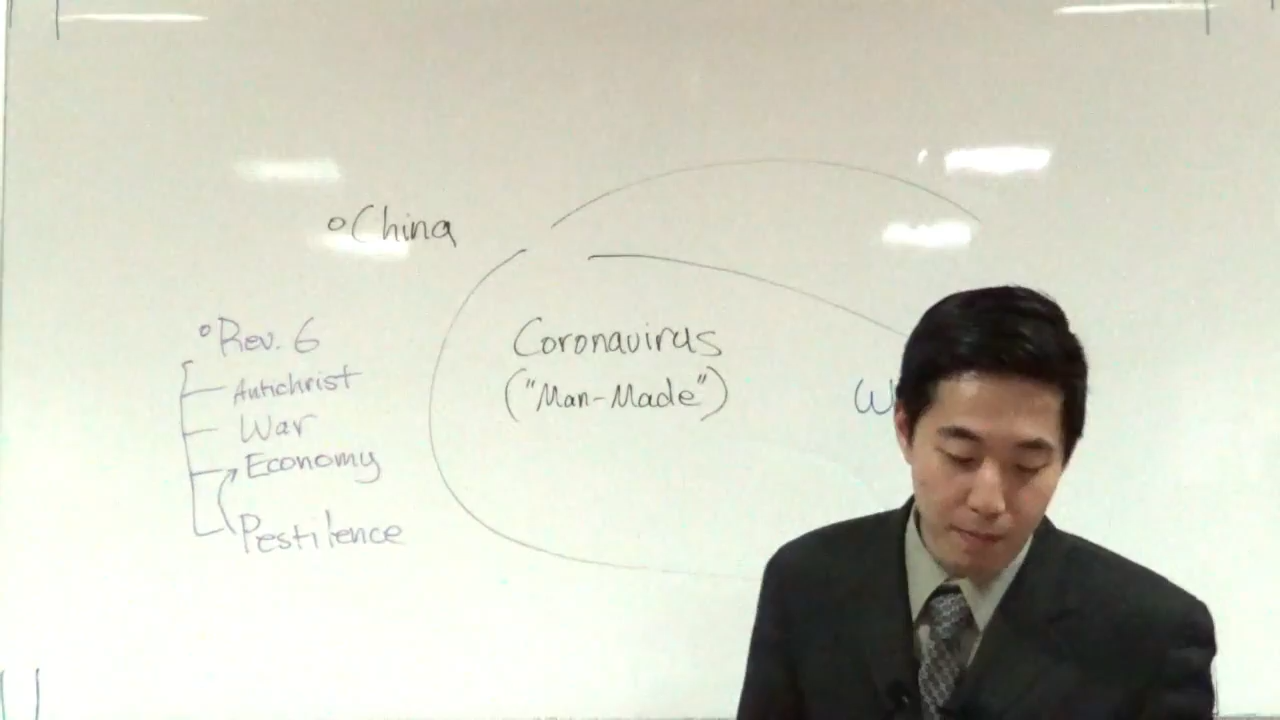 China
Rev. 6
Antichrist
War
Economy
Pestilence
Coronavirus
("Man-Made")
W